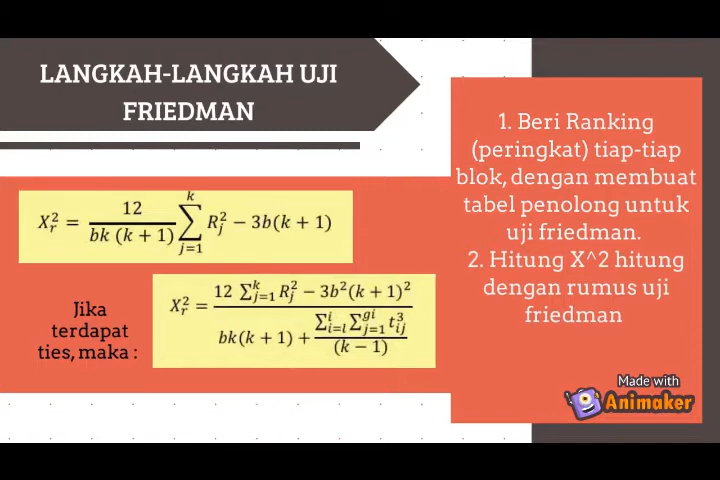 LANGKAH-LANGKAH UJI
FRIEDMAN
X_r^2 = \frac{12}{bk (k + 1)} \sum_{j=1}^{k} R_j^2 − 3b(k + 1)
Jika
terdapat
ties, maka :
X_r^2 = \frac{12 \sum_{j=1}^{k} R_j^2 − 3b^2(k + 1)^2}{bk(k + 1) + \frac{\sum_{i=l}^{i} \sum_{j=1}^{gi} t_{ij}^3}{(k − 1)}}
1. Beri Ranking
(peringkat) tiap-tiap
blok, dengan membuat
tabel penolong untuk
uji friedman.
2. Hitung X^2 hitung
dengan rumus uji
friedman
Made with
Animaker